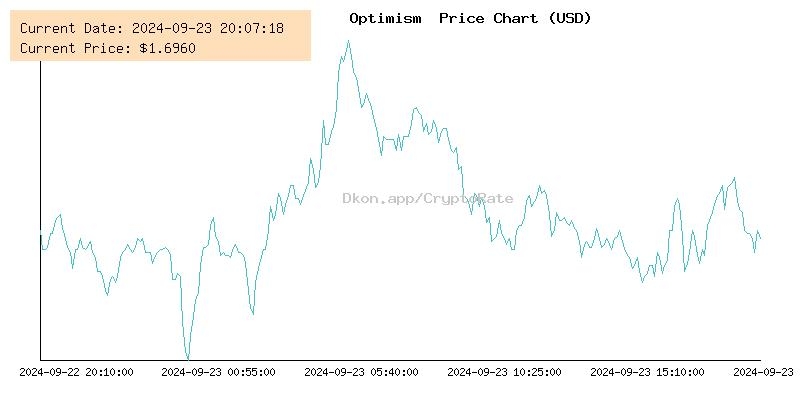 Optimism  Price Chart (USD)
Current Date: 2024-09-23 20:07:18
Current Price: $1.6960
Dkon.app/CryptoRate
2024-09-22 20:10:00 2024-09-23 00:55:00 2024-09-23 05:40:00 2024-09-23 10:25:00 2024-09-23 15:10:00 2024-09-23